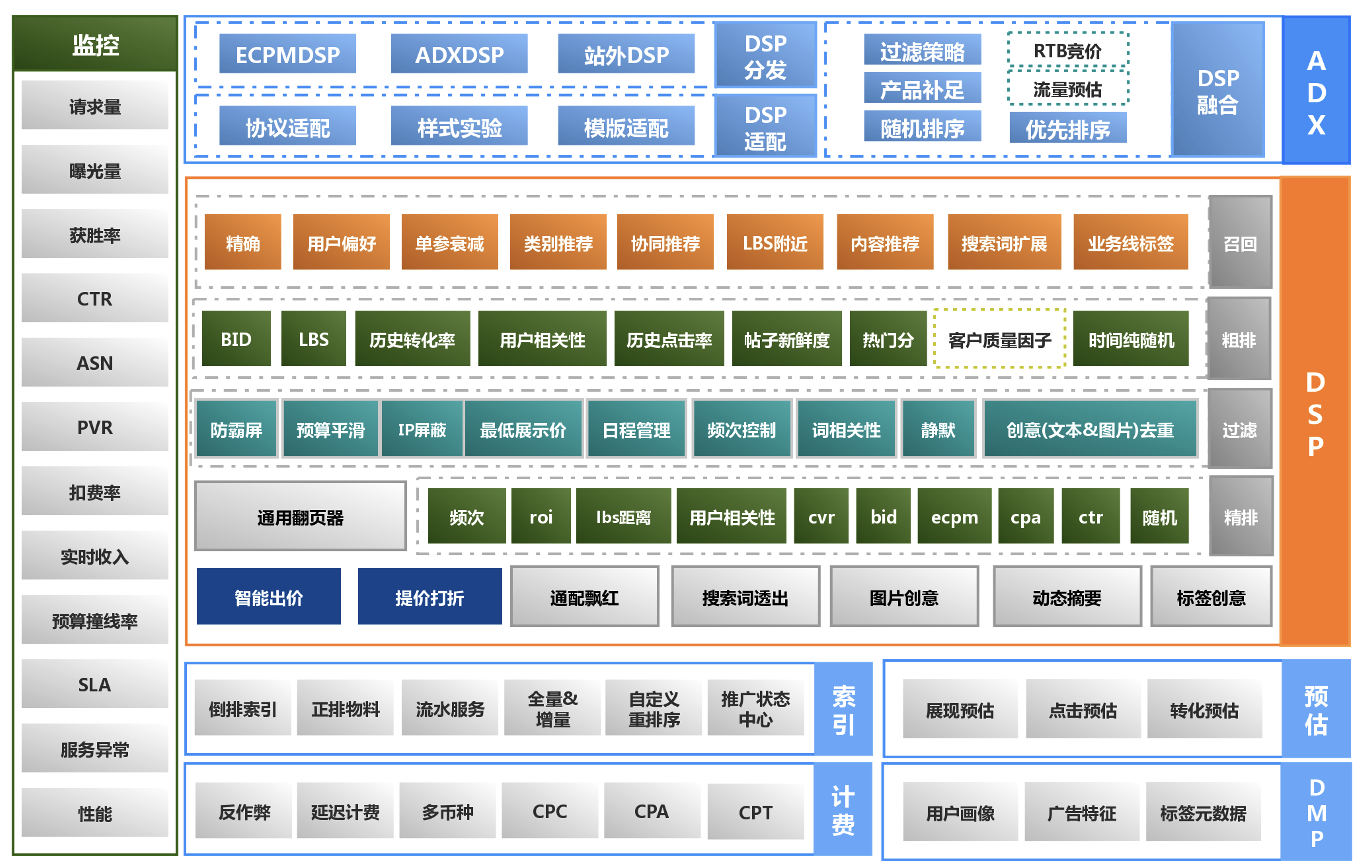 监控
请求量
曝光量
获胜率
CTR
ASN
PVR
扣费率
实时收入
预算撞线率
SLA
服务异常
性能
ECPMDSP
ADXDSP
站外DSP
DSP
分发
协议适配
样式实验
模版适配
DSP
适配
过滤策略
RTB竞价
产品补足
流量预估
随机排序
优先排序
DSP
融合
A
D
X
精确
用户偏好
单参衰减
类别推荐
协同推荐
LBS附近
内容推荐
搜索词扩展
业务线标签
召回
BID
LBS
历史转化率
用户相关性
历史点击率
帖子新鲜度
热门分
客户质量因子
时间纯随机
粗排
防霸屏
预算平滑
IP屏蔽
最低展示价
日程管理
频次控制
词相关性
静默
创意(文本&图片)去重
过滤
通用翻页器
频次
roi
lbs距离
用户相关性
cvr
bid
ecpm
cpa
ctr
随机
精排
智能出价
提价打折
通配飘红
搜索词透出
图片创意
动态摘要
标签创意
D
S
P
倒排索引
正排物料
流水服务
全量&
增量
自定义
重排序
推广状态
中心
索
引
展现预估
点击预估
转化预估
预
估
反作弊
延迟计费
多币种
CPC
CPA
CPT
计
费
用户画像
广告特征
标签元数据
D
M
P